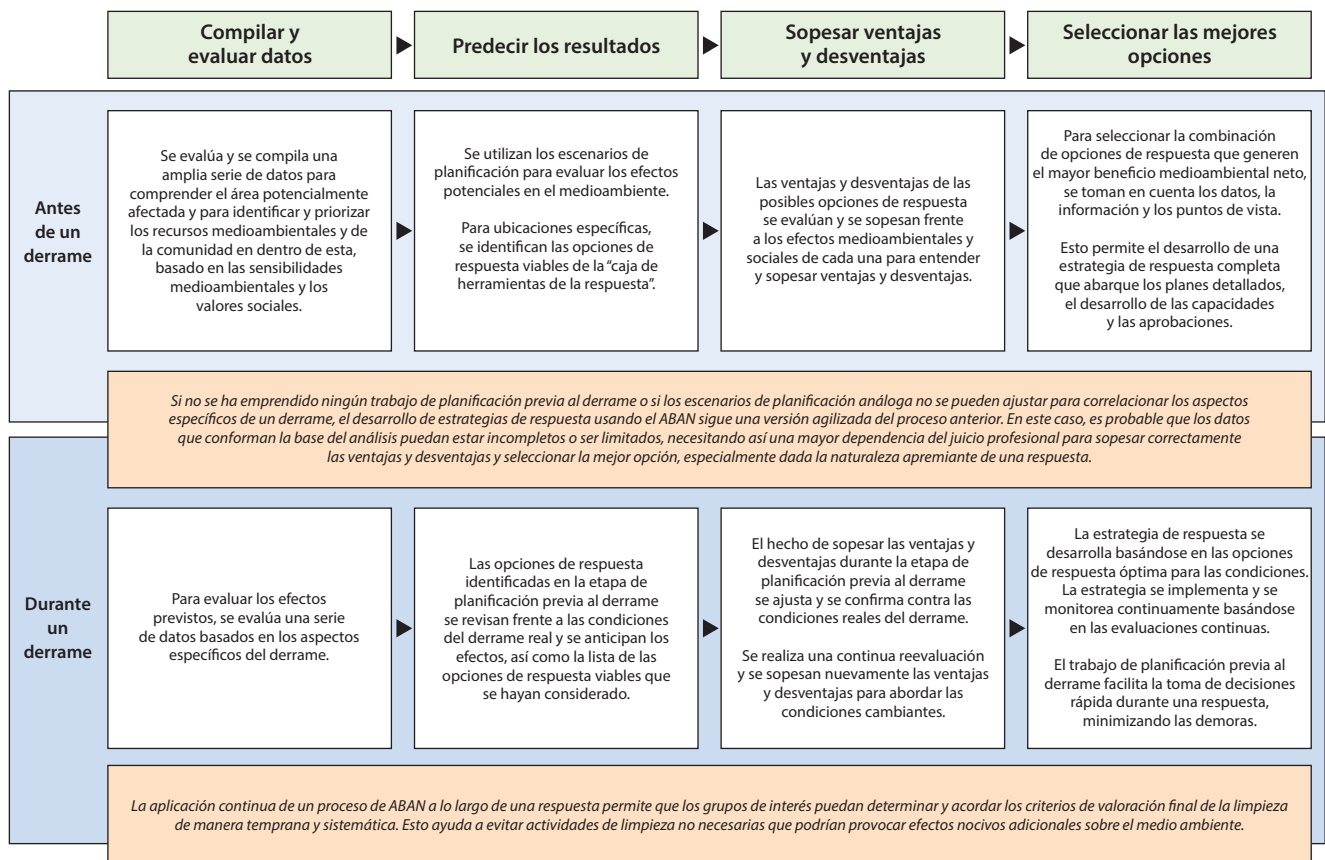 Compilar y
evaluar datos
Predecir los resultados
Sopesar ventajas
y desventajas
Seleccionar las mejores
opciones
Antes
de un
derrame
Se evalúa y se compila una
amplia serie de datos para
comprender el área potencialmente
afectada y para identificar y priorizar
los recursos medioambientales y de
la comunidad en dentro de esta,
basado en las sensibilidades
medioambientales y los
valores sociales.
Se utilizan los escenarios de
planificación para evaluar los efectos
potenciales en el medioambiente.
Para ubicaciones específicas,
se identifican las opciones de
respuesta viables de la "caja de
herramientas de la respuesta".
Las ventajas y desventajas de las
posibles opciones de respuesta
se evalúan y se sopesan frente
a los efectos medioambientales y
sociales de cada una para entender
y sopesar ventajas y desventajas.
Para seleccionar la combinación
de opciones de respuesta que generen
el mayor beneficio medioambiental neto,
se toman en cuenta los datos, la
información y los puntos de vista.
Esto permite el desarrollo de una
estrategia de respuesta completa
que abarque los planes detallados,
el desarrollo de las capacidades
y las aprobaciones.
Si no se ha emprendido ningún trabajo de planificación previa al derrame o si los escenarios de planificación análoga no se pueden ajustar para correlacionar los aspectos
específicos de un derrame, el desarrollo de estrategias de respuesta usando el ABAN sigue una versión agilizada del proceso anterior. En este caso, es probable que los datos
que conforman la base del análisis puedan estar incompletos o ser limitados, necesitando así una mayor dependencia del juicio profesional para sopesar correctamente
las ventajas y desventajas y seleccionar la mejor opción, especialmente dada la naturaleza apremiante de una respuesta.
Durante
un
derrame
Para evaluar los efectos
previstos, se evalúa una serie
de datos basados en los aspectos
específicos del derrame.
Las opciones de respuesta
identificadas en la etapa de
planificación previa al derrame
se revisan frente a las condiciones
del derrame real y se anticipan los
efectos, así como la lista de las
opciones de respuesta viables que
se hayan considerado.
El hecho de sopesar las ventajas y
desventajas durante la etapa de
planificación previa al derrame
se ajusta y se confirma contra las
condiciones reales del derrame.
Se realiza una continua reevaluación
y se sopesan nuevamente las ventajas
y desventajas para abordar las
condiciones cambiantes.
La estrategia de respuesta se
desarrolla basándose en las opciones
de respuesta óptima para las condiciones.
La estrategia se implementa y se
monitorea continuamente basándose
en las evaluaciones continuas.
El trabajo de planificación previa al
derrame facilita la toma de decisiones
rápida durante una respuesta,
minimizando las demoras.
La aplicación continua de un proceso de ABAN a lo largo de una respuesta permite que los grupos de interés puedan determinar y acordar los criterios de valoración final de la limpieza
de manera temprana y sistemática. Esto ayuda a evitar actividades de limpieza no necesarias que podrían provocar efectos nocivos adicionales sobre el medio ambiente.